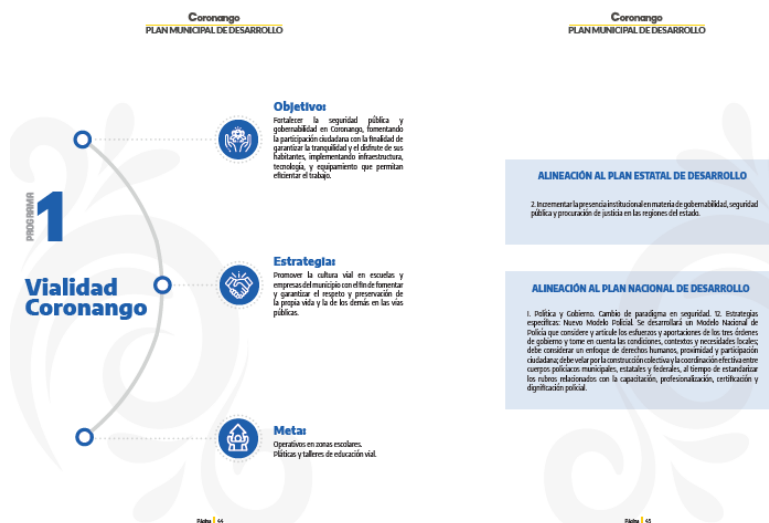 Coronango
PLAN MUNICIPAL DE DESARROLLO
PROGRAMA
1
Vialidad
Coronango
Objetivo:
Fortalecer la seguridad pública y
gobernabilidad en Coronango, fomentando
la participación ciudadana con la finalidad de
garantizar la tranquilidad y el disfrute de sus
habitantes, implementando infraestructura,
tecnología, y equipamiento que permitan
eficientar el trabajo.
Estrategia:
Promover la cultura vial en escuelas y
empresas del municipio con el fin de fomentar
y garantizar el respeto y preservación de
la propia vida y la de los demás en las vías
públicas.
Meta:
Operativos en zonas escolares.
Pláticas y talleres de educación vial.
Página 44
Coronango
PLAN MUNICIPAL DE DESARROLLO
ALINEACIÓN AL PLAN ESTATAL DE DESARROLLO
2. Incrementar la presencia institucional en materia de gobernabilidad, seguridad
pública y procuración de justicia en las regiones del estado.
ALINEACIÓN AL PLAN NACIONAL DE DESARROLLO
I. Política y Gobierno. Cambio de paradigma en seguridad. 12. Estrategias
específicas: Nuevo Modelo Policial. Se desarrollará un Modelo Nacional de
Policía que considere y articule los esfuerzos y aportaciones de los tres órdenes
de gobierno y tome en cuenta las condiciones, contextos y necesidades locales;
debe considerar un enfoque de derechos humanos, proximidad y participación
ciudadana; debe velar por la construcción colectiva y la coordinación efectiva entre
cuerpos policiacos municipales, estatales y federales, al tiempo de estandarizar
los rubros relacionados con la capacitación, profesionalización, certificación y
dignificación policial.
Página 45